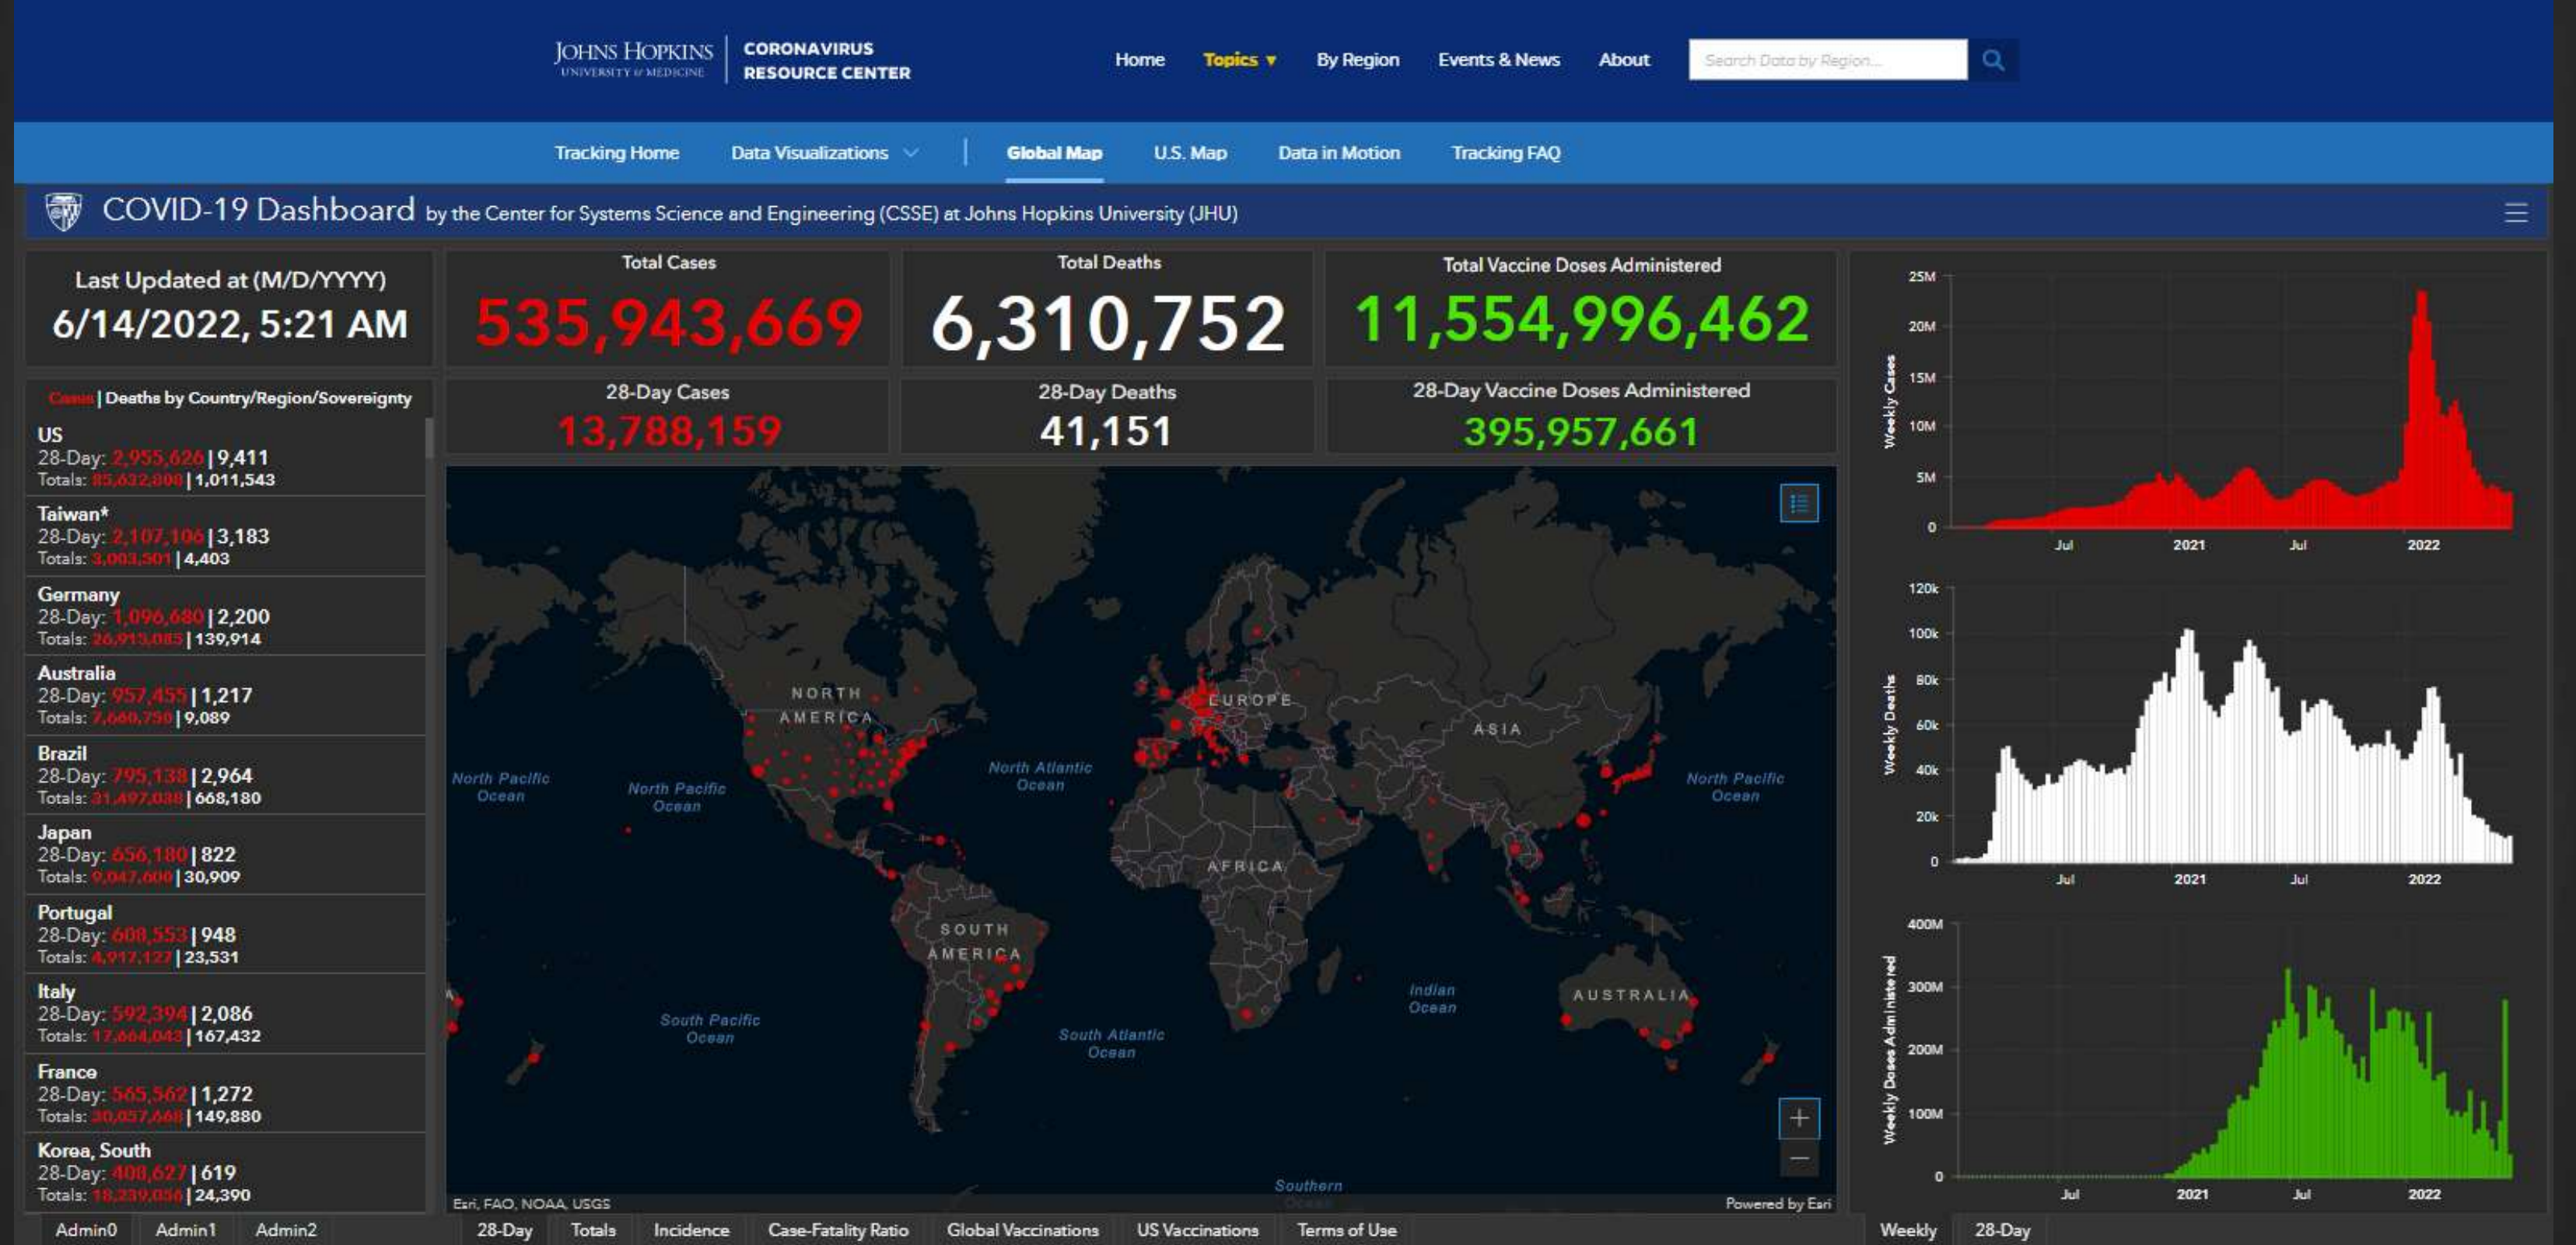 JOHNS HOPKINS
UNIVERSITY & MEDICINE
CORONAVIRUS
RESOURCE CENTER
Home
Topics ▼
By Region
Events & News
About
Search Data by Region...
Tracking Home
Data Visualizations
Global Map
U.S. Map
Data in Motion
Tracking FAQ
COVID-19 Dashboard by the Center for Systems Science and Engineering (CSSE) at Johns Hopkins University (JHU)
Last Updated at (M/D/YYYY)
6/14/2022, 5:21 AM
Total Cases
535,943,669
Total Deaths
6,310,752
Total Vaccine Doses Administered
11,554,996,462
28-Day Cases
13,788,159
28-Day Deaths
41,151
28-Day Vaccine Doses Administered
395,957,661
Cases | Deaths by Country/Region/Sovereignty
US
28-Day: 2,955,626 | 9,411
Totals: | 1,011,543
Taiwan*
28-Day: 2,107,106 | 3,183
Totals: 3,003,501 | 4,403
Germany
28-Day: 1,096,680 | 2,200
Totals: | 139,914
Australia
28-Day: 957,455 | 1,217
Totals: 7,660,750 | 9,089
Brazil
28-Day: 795,138 | 2,964
Totals: | 668,180
Japan
28-Day: 656,180 | 822
Totals: | 30,909
Portugal
28-Day: 608,553 | 948
Totals: 4,917,127 | 23,531
Italy
28-Day: 592,394 | 2,086
Totals: 17,664,043 | 167,432
France
28-Day: 565,562 | 1,272
Totals: | 149,880
Korea, South
28-Day: 408,627 | 619
Totals: | 24,390
Admin0
Admin1
Admin2
NORTH
AMERICA
EUROPE
ASIA
North Pacific
Ocean
North Pacific
Ocean
North Atlantic
Ocean
North Pacific
Ocean
AFRICA
SOUTH
AMERICA
Indian
Ocean
AUSTRALIA
South Pacific
Ocean
South Atlantic
Ocean
Southern
+
−
Esri, FAO, NOAA, USGS
Powered by Esri
28-Day
Totals
Incidence
Case-Fatality Ratio
Global Vaccinations
US Vaccinations
Terms of Use
Weekly Cases
25M
20M
15M
10M
5M
0
Jul
2021
Jul
2022
Weekly Deaths
120k
100k
80k
60k
40k
20k
0
Jul
2021
Jul
2022
Weekly Doses Administered
400M
300M
200M
100M
0
Jul
2021
Jul
2022
Weekly
28-Day